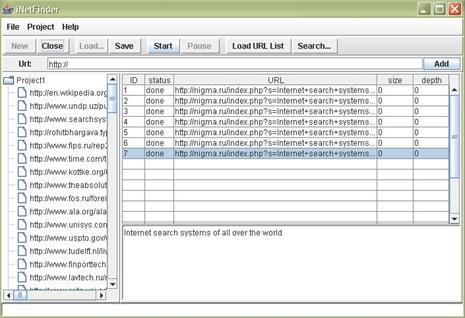 iNetFinder
File Project Help
New Close Load... Save Start Pause Load URL List Search...
Url: http:// Add
Project1
http://en.wikipedia.org
http://www.undp.uz/pu
http://www.searchsys
http://rohitbhargava.typ
http://www.fips.ru/rep
http://www.time.com/t
http://www.kottke.org/
http://www.theabsolut
http://www.fos.ru/forei
http://www.ala.org/ala
http://www.unisys.con
http://www.uspto.gov/
http://www.tudelft.nl/liv
http://www.finporttech.
http://www.lavtech.ru/r
ID status URL size depth
1 done http://nigma.ru/index.php?s=Internet+search+systems... 0 0
2 done http://nigma.ru/index.php?s=Internet+search+systems... 0 0
3 done http://nigma.ru/index.php?s=Internet+search+systems... 0 0
4 done http://nigma.ru/index.php?s=Internet+search+systems... 0 0
5 done http://nigma.ru/index.php?s=Internet+search+systems... 0 0
6 done http://nigma.ru/index.php?s=Internet+search+systems... 0 0
7 done http://nigma.ru/index.php?s=Internet+search+systems... 0 0
Internet search systems of all over the world